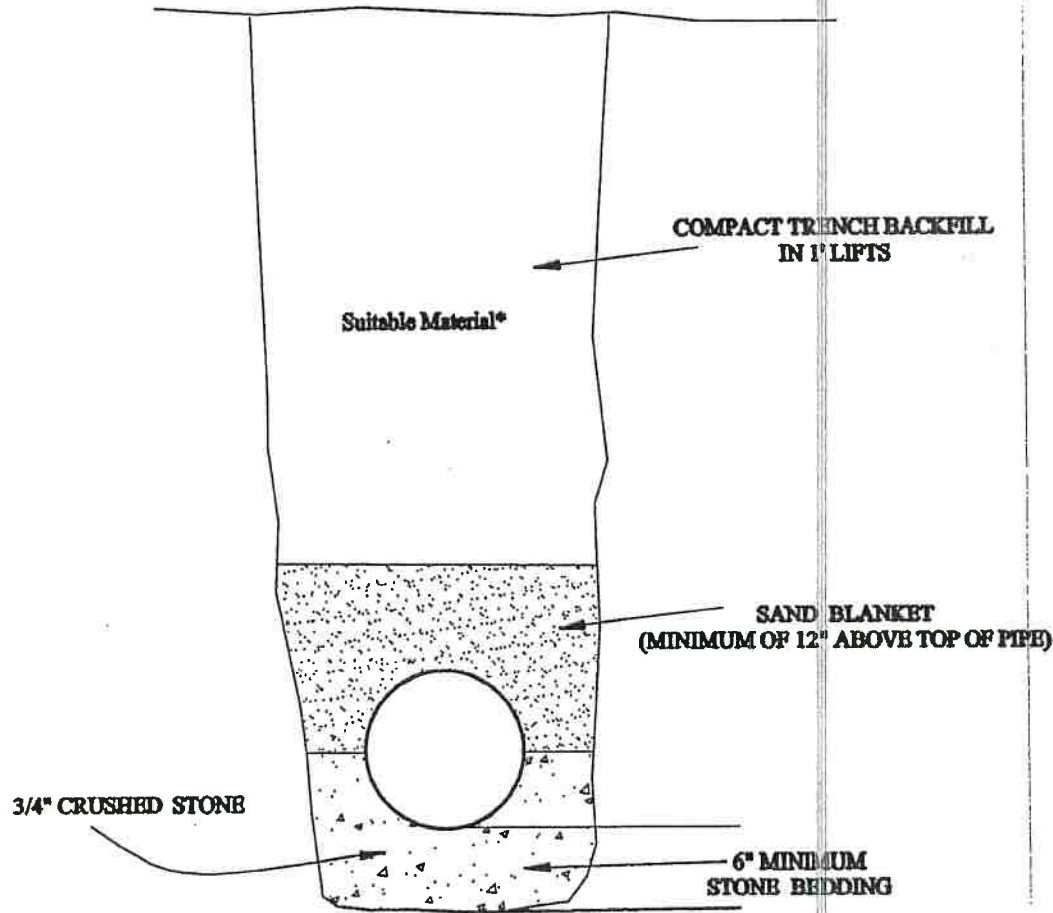 COMPACT TRENCH BACKFILL
IN 1' LIFTS
Suitable Material*
SAND BLANKET
(MINIMUM OF 12" ABOVE TOP OF PIPE)
3/4" CRUSHED STONE
6" MINIMUM
STONE BEDDING